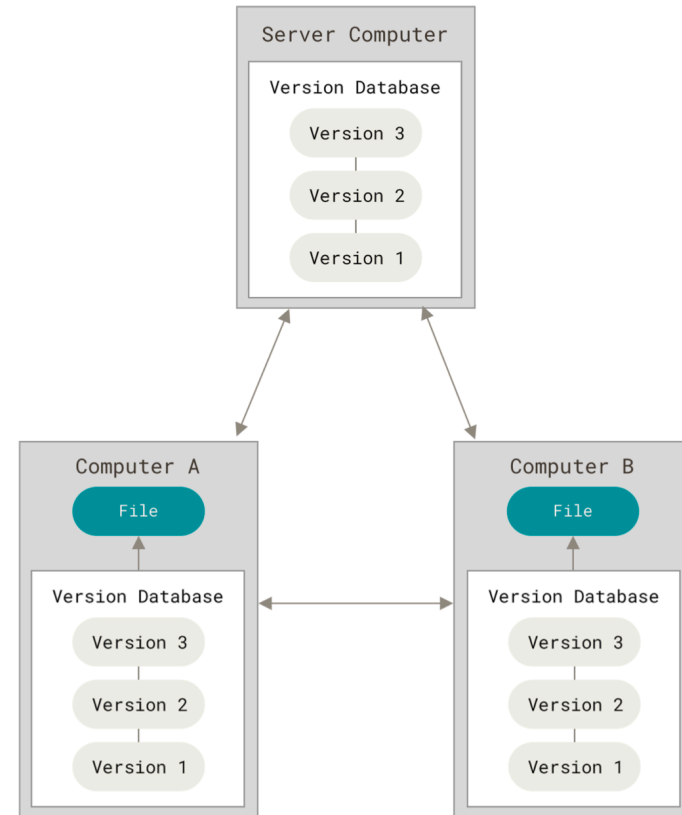 Server Computer
Version Database
Version 3
Version 2
Version 1
Computer A
File
Version Database
Version 3
Version 2
Version 1
Computer B
File
Version Database
Version 3
Version 2
Version 1